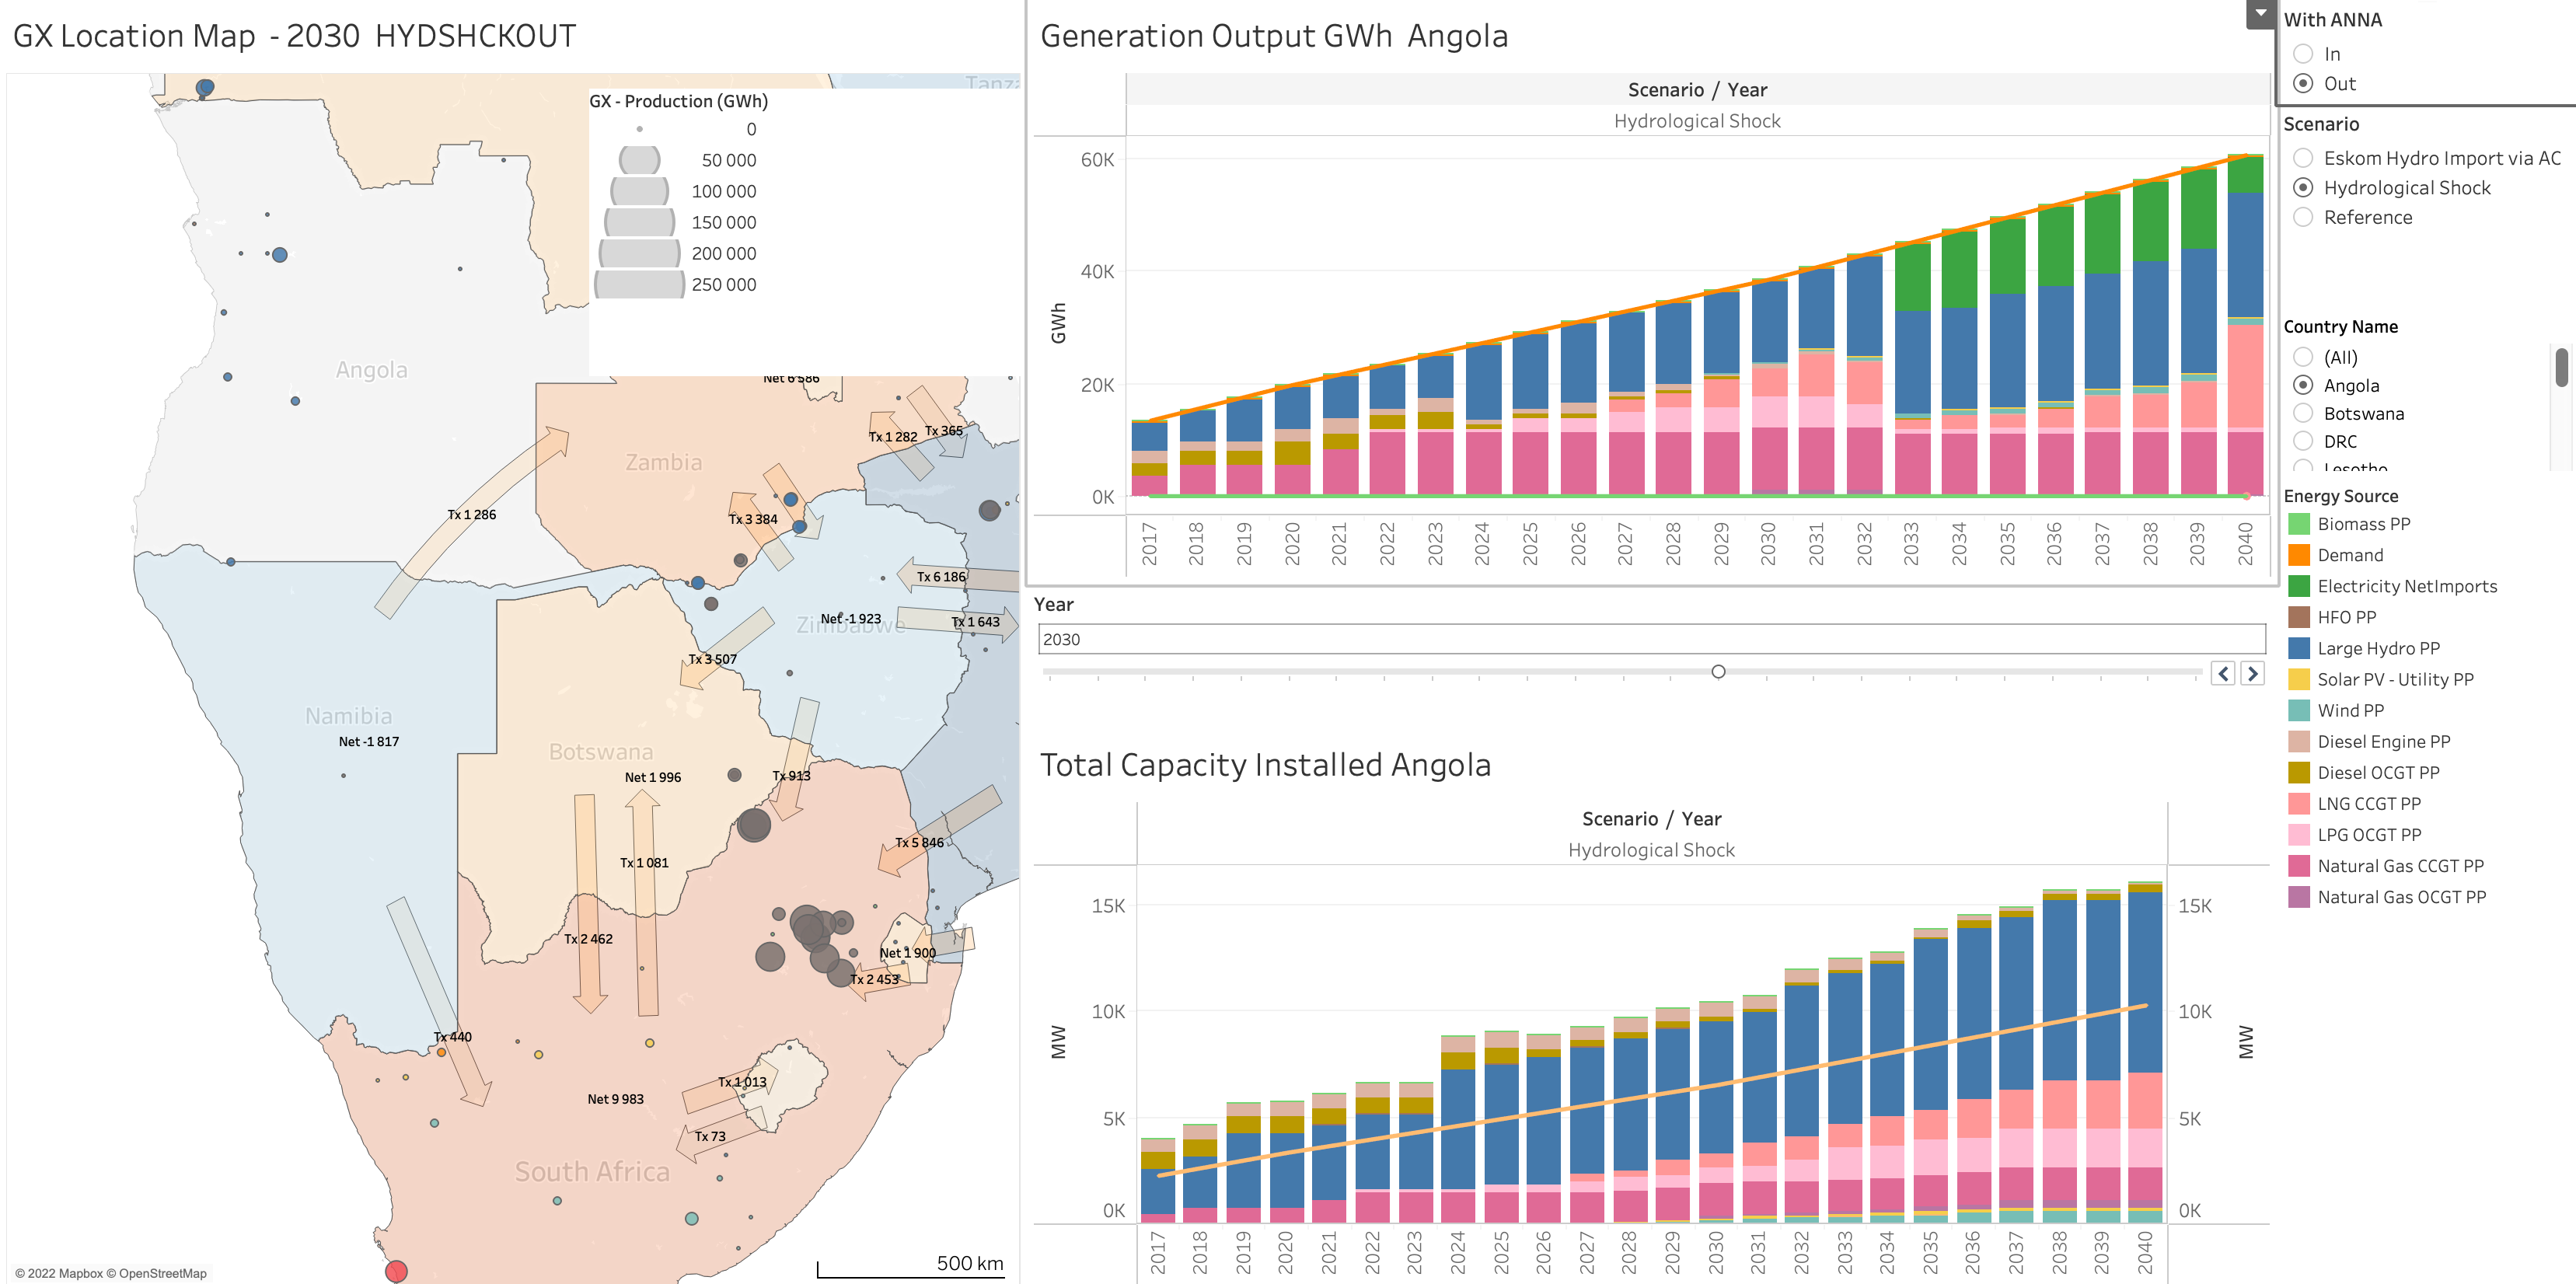 GX Location Map - 2030 HYDSHCKOUT
GX - Production (GWh)
0
50 000
100 000
150 000
200 000
250 000
Angola
Net 6 586
Tx 1 282
Tx 365
Zambia
Tx 1 286
Tx 3 384
Tx 6 186
Net -1 923
Zimbabwe
Tx 1 643
Tx 3 507
Namibia
Net -1 817
Botswana
Net 1 996
Tx 913
Tx 5 846
Tx 1 081
Tx 2 462
Net 1 900
Tx 2 453
Tx 440
Tx 1 013
Net 9 983
Tx 73
South Africa
500 km
© 2022 Mapbox © OpenStreetMap
Generation Output GWh Angola
Scenario / Year
Hydrological Shock
60K
40K
20K
0K
GWh
2017 2018 2019 2020 2021 2022 2023 2024 2025 2026 2027 2028 2029 2030 2031 2032 2033 2034 2035 2036 2037 2038 2039 2040
Year
2030
Total Capacity Installed Angola
Scenario / Year
Hydrological Shock
15K 15K
10K 10K
MW MW
5K 5K
0K 0K
2017 2018 2019 2020 2021 2022 2023 2024 2025 2026 2027 2028 2029 2030 2031 2032 2033 2034 2035 2036 2037 2038 2039 2040
With ANNA
In
Out
Scenario
Eskom Hydro Import via AC
Hydrological Shock
Reference
Country Name
(All)
Angola
Botswana
DRC
Lesotho
Energy Source
Biomass PP
Demand
Electricity NetImports
HFO PP
Large Hydro PP
Solar PV - Utility PP
Wind PP
Diesel Engine PP
Diesel OCGT PP
LNG CCGT PP
LPG OCGT PP
Natural Gas CCGT PP
Natural Gas OCGT PP